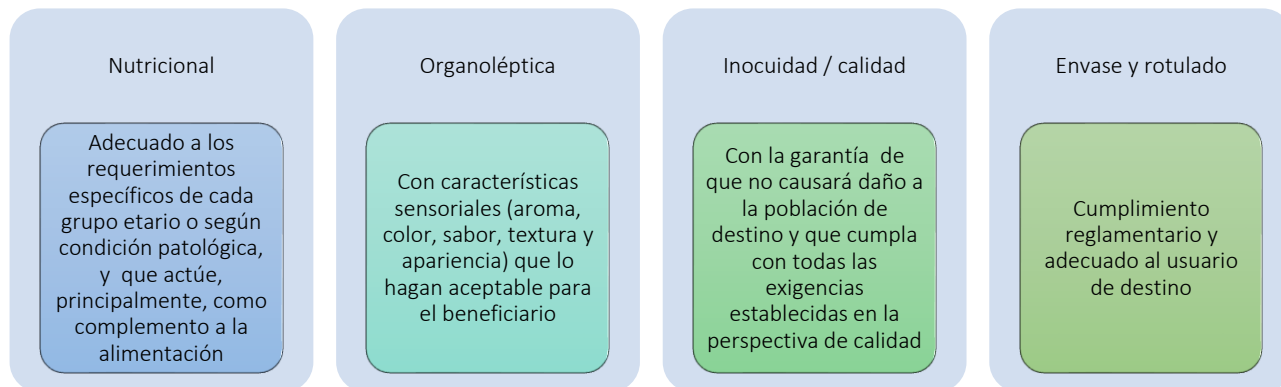 Nutricional
Adecuado a los
requerimientos
específicos de cada
grupo etario o según
condición patológica,
y que actúe,
principalmente, como
complemento a la
alimentación
Organoléptica
Con características
sensoriales (aroma,
color, sabor, textura y
apariencia) que lo
hagan aceptable para
el beneficiario
Inocuidad / calidad
Con la garantía de
que no causará daño a
la población de
destino y que cumpla
con todas las
exigencias
establecidas en la
perspectiva de calidad
Envase y rotulado
Cumplimiento
reglamentario y
adecuado al usuario
de destino